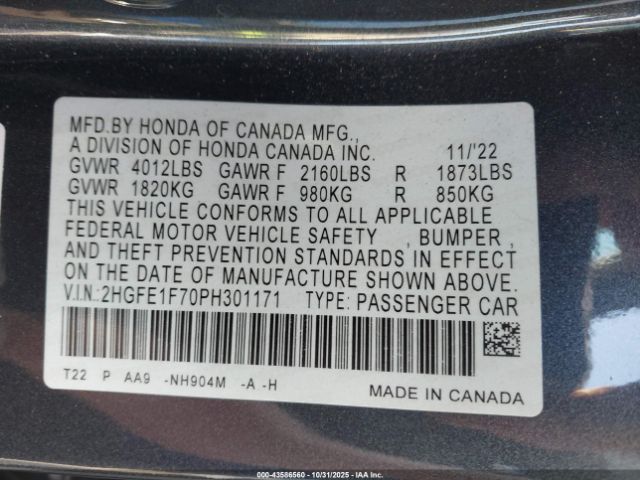 MFD.BY HONDA OF CANADA MFG.,
A DIVISION OF HONDA CANADA INC. 11/'22
GVWR 4012LBS GAWR F 2160LBS R 1873LBS
GVWR 1820KG GAWR F 980KG R 850KG
THIS VEHICLE CONFORMS TO ALL APPLICABLE
FEDERAL MOTOR VEHICLE SAFETY , BUMPER ,
AND THEFT PREVENTION STANDARDS IN EFFECT
ON THE DATE OF MANUFACTURE SHOWN ABOVE.
V.I.N.:2HGFE1F70PH301171 TYPE: PASSENGER CAR
T22 P AA9 -NH904M -A -H
MADE IN CANADA
(C) IAA - 43586560 - 10/31/2025 - IAA Inc.